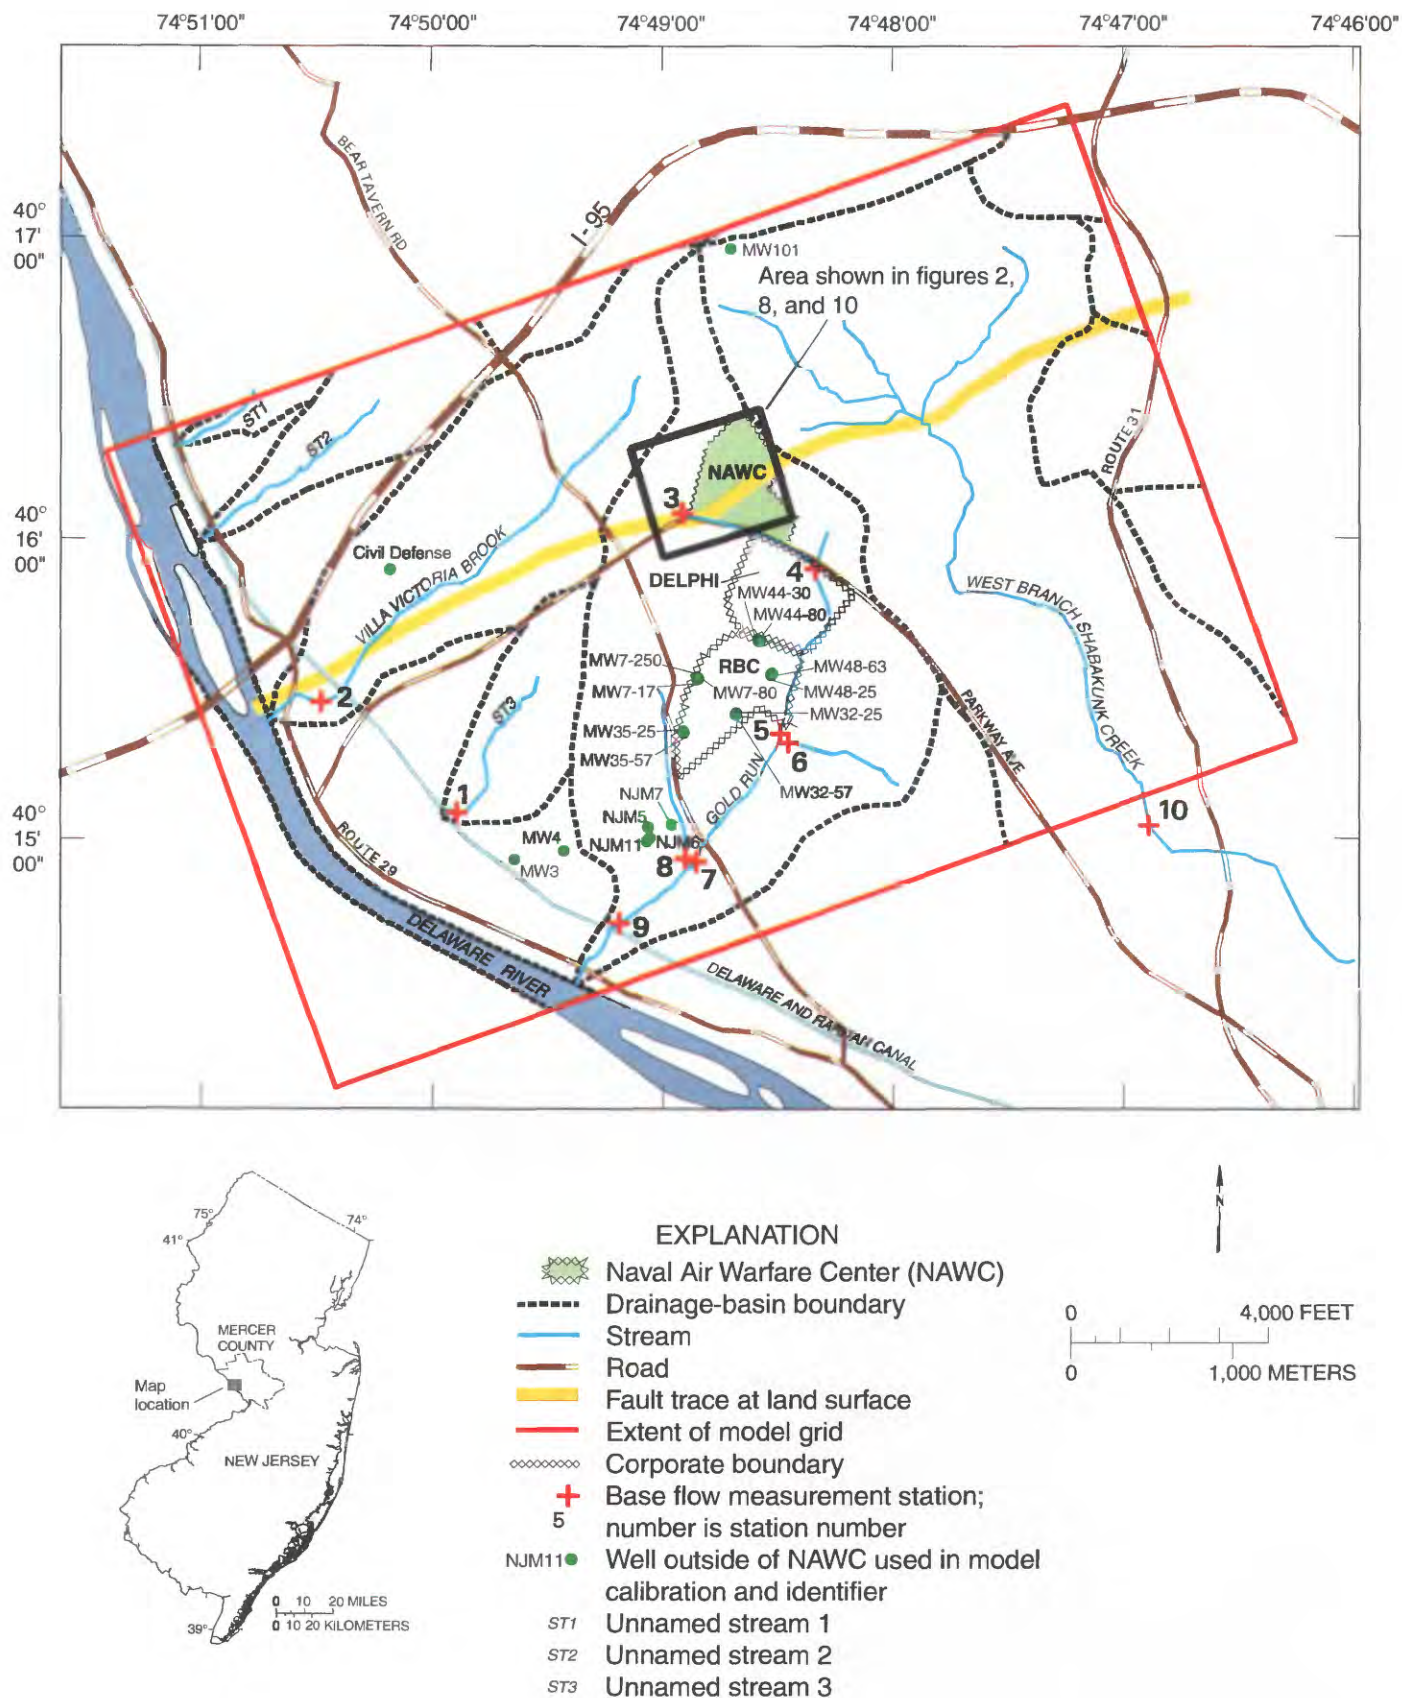 74°51'00" 74°50'00" 74°49'00" 74°48'00" 74°47'00" 74°46'00"
40°
17'
00"
40°
16'
00"
40°
15'
00"
BEAR TAVERN RD
I-95
MW101
Area shown in figures 2,
8, and 10
ST1
ST2
ROUTE 31
NAWC
3
Civil Defense
VILLA VICTORIA BROOK
DELPHI
4
MW44-30
MW44-80
WEST BRANCH SHABAKUNK CREEK
MW7-250
RBC
MW48-63
MW7-17
MW7-80
MW48-25
2
ST3
MW35-25
MW32-25
5
6
PARKWAY AVE
MW35-57
MW32-57
GOLD RUN
1
NJM7
NJM5
10
MW4
NJM11
NJM6
MW3
8
7
ROUTE 29
9
DELAWARE RIVER
DELAWARE AND RARITAN CANAL
75°
74°
41°
MERCER
COUNTY
Map
location
40°
NEW JERSEY
0 10 20 MILES
0 10 20 KILOMETERS
39°
N
EXPLANATION
Naval Air Warfare Center (NAWC)
Drainage-basin boundary
Stream
Road
Fault trace at land surface
Extent of model grid
Corporate boundary
Base flow measurement station;
5 number is station number
NJM11 Well outside of NAWC used in model
calibration and identifier
ST1 Unnamed stream 1
ST2 Unnamed stream 2
ST3 Unnamed stream 3
0 4,000 FEET
0 1,000 METERS